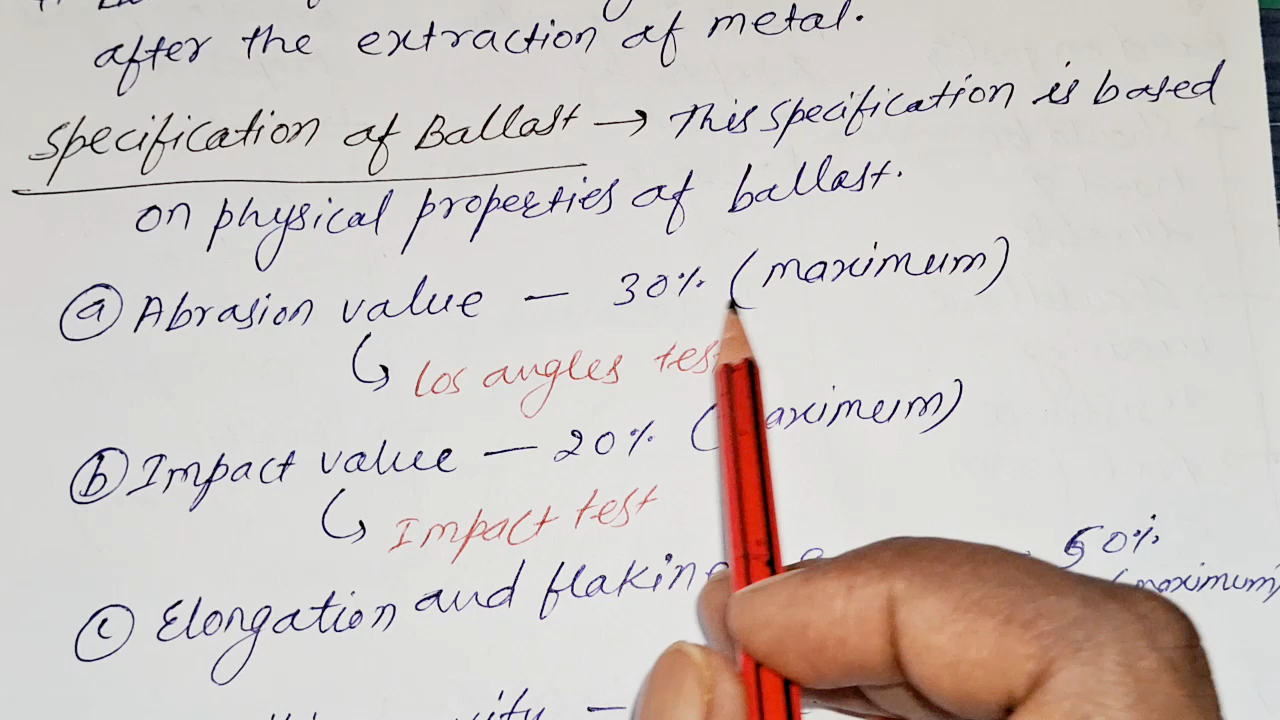 after the extraction of metal.
Specification of Ballast → This specification is based
on physical properties of ballast.
(a) Abrasion value — 30% (maximum)
↳ Los angles test
(b) Impact value — 20% (maximum)
↳ Impact test
(c) Elongation and flakin 50%
(maximum)